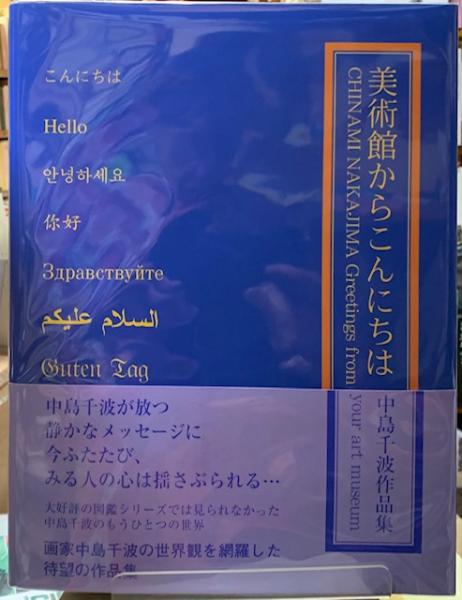 こんにちは
Hello
안녕하세요
你好
Здравствуйте
السلام عليكم
Guten Tag
美術館からこんにちは
中島千波作品集
CHINAMI NAKAJIMA Greetings from your art museum
中島千波が放つ
静かなメッセージに
今ふたたび、
みる人の心は揺さぶられる…
大好評の図鑑シリーズでは見られなかった
中島千波のもうひとつの世界
画家中島千波の世界観を網羅した
待望の作品集